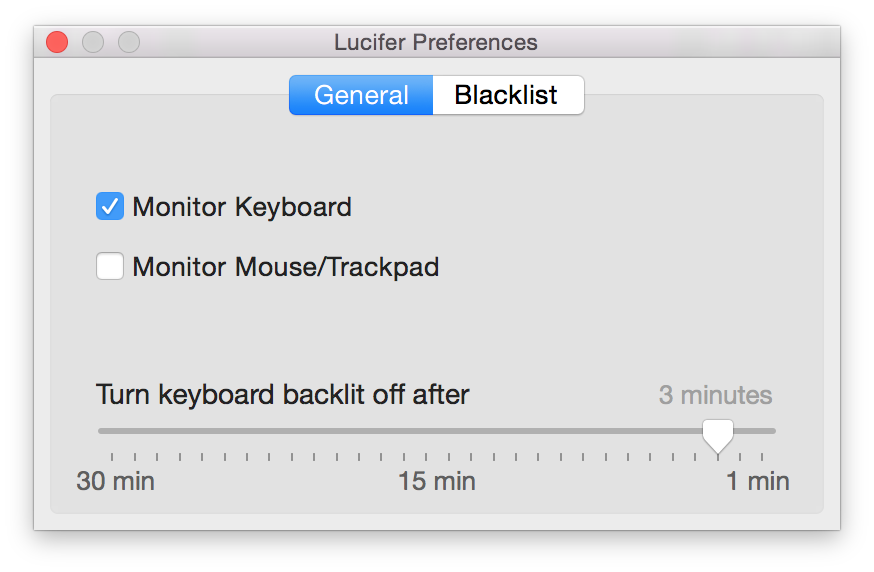 Lucifer Preferences
General Blacklist
Monitor Keyboard
Monitor Mouse/Trackpad
Turn keyboard backlit off after 3 minutes
30 min 15 min 1 min